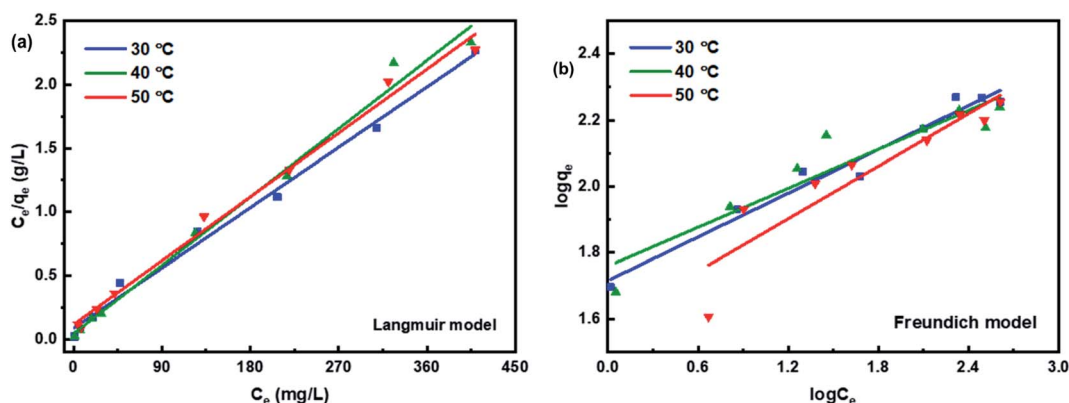 (a)
30 °C
40 °C
50 °C
2.5
2.0
1.5
1.0
0.5
0.0
Ce/qe (g/L)
0 90 180 270 360 450
Ce (mg/L)
Langmuir model
(b)
30 °C
40 °C
50 °C
2.4
2.2
2.0
1.8
1.6
logqe
0.0 0.6 1.2 1.8 2.4 3.0
logCe
Freundich model